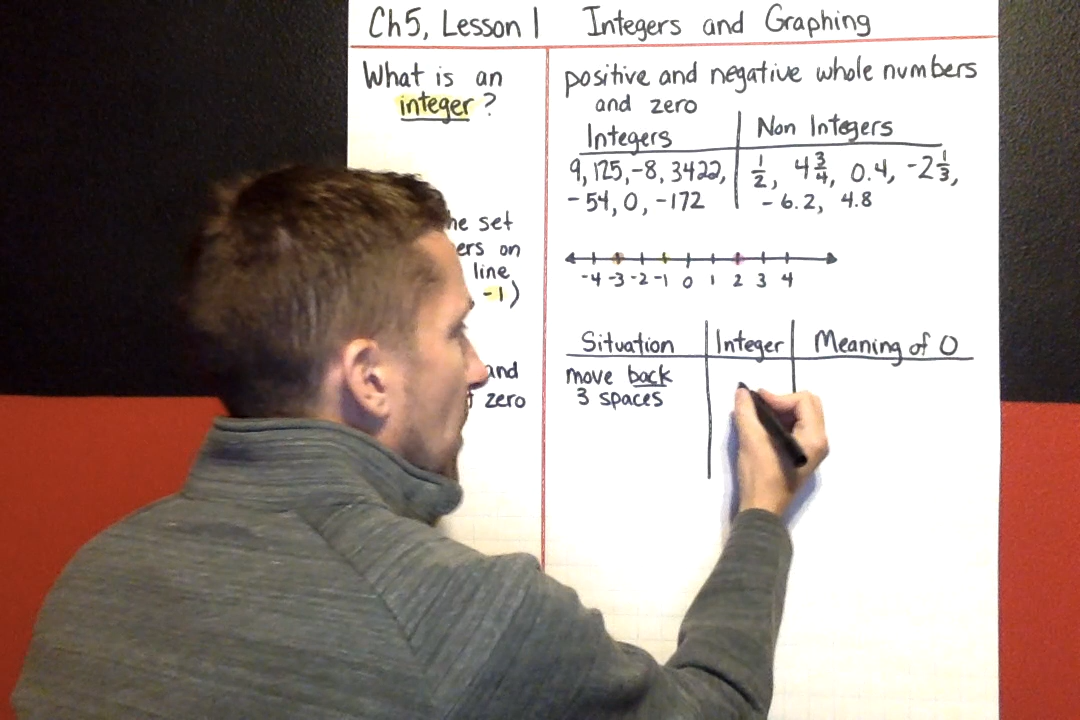 Ch5, Lesson 1 Integers and Graphing
What is an
integer?
he set
ers on
line
-1)
and
zero
positive and negative whole numbers
and zero
Integers
Non Integers
9, 125, -8, 3422,
-54, 0, -172
1/2, 4 3/4, 0.4, -2 1/3,
-6.2, 4.8
-4 -3 -2 -1 0 1 2 3 4
Situation Integer Meaning of 0
move back
3 spaces